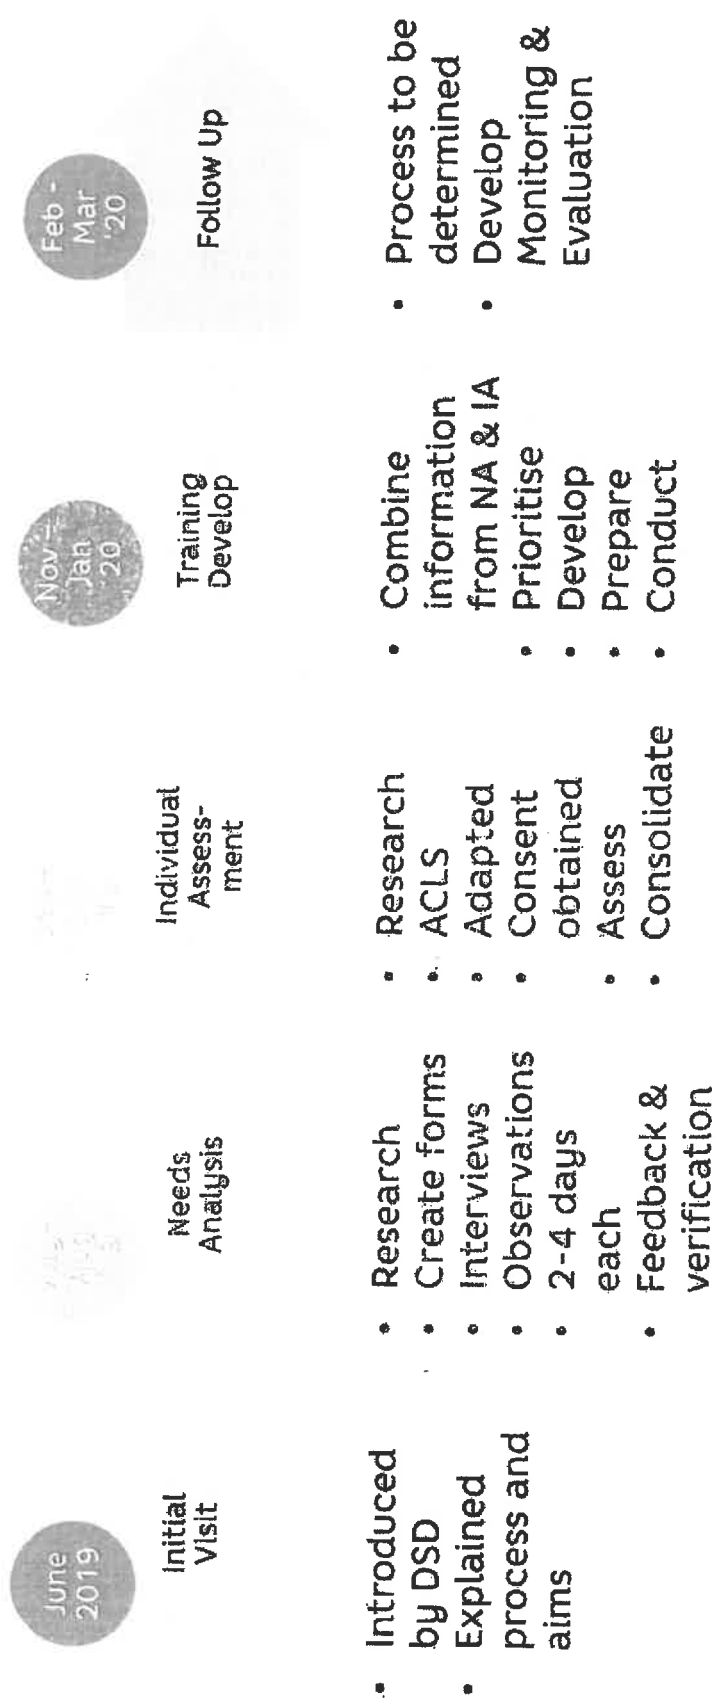 June
2019
Initial
Visit
• Introduced
by DSD
• Explained
process and
aims
Needs
Analysis
• Research
• Create forms
• Interviews
• Observations
• 2-4 days
each
• Feedback &
verification
Individual
Assess-
ment
• Research
• ACLS
• Adapted
• Consent
obtained
• Assess
• Consolidate
Nov –
Jan
'20
Training
Develop
• Combine
information
from NA & IA
• Prioritise
• Develop
• Prepare
• Conduct
Feb -
Mar
'20
Follow Up
• Process to be
determined
• Develop
Monitoring &
Evaluation